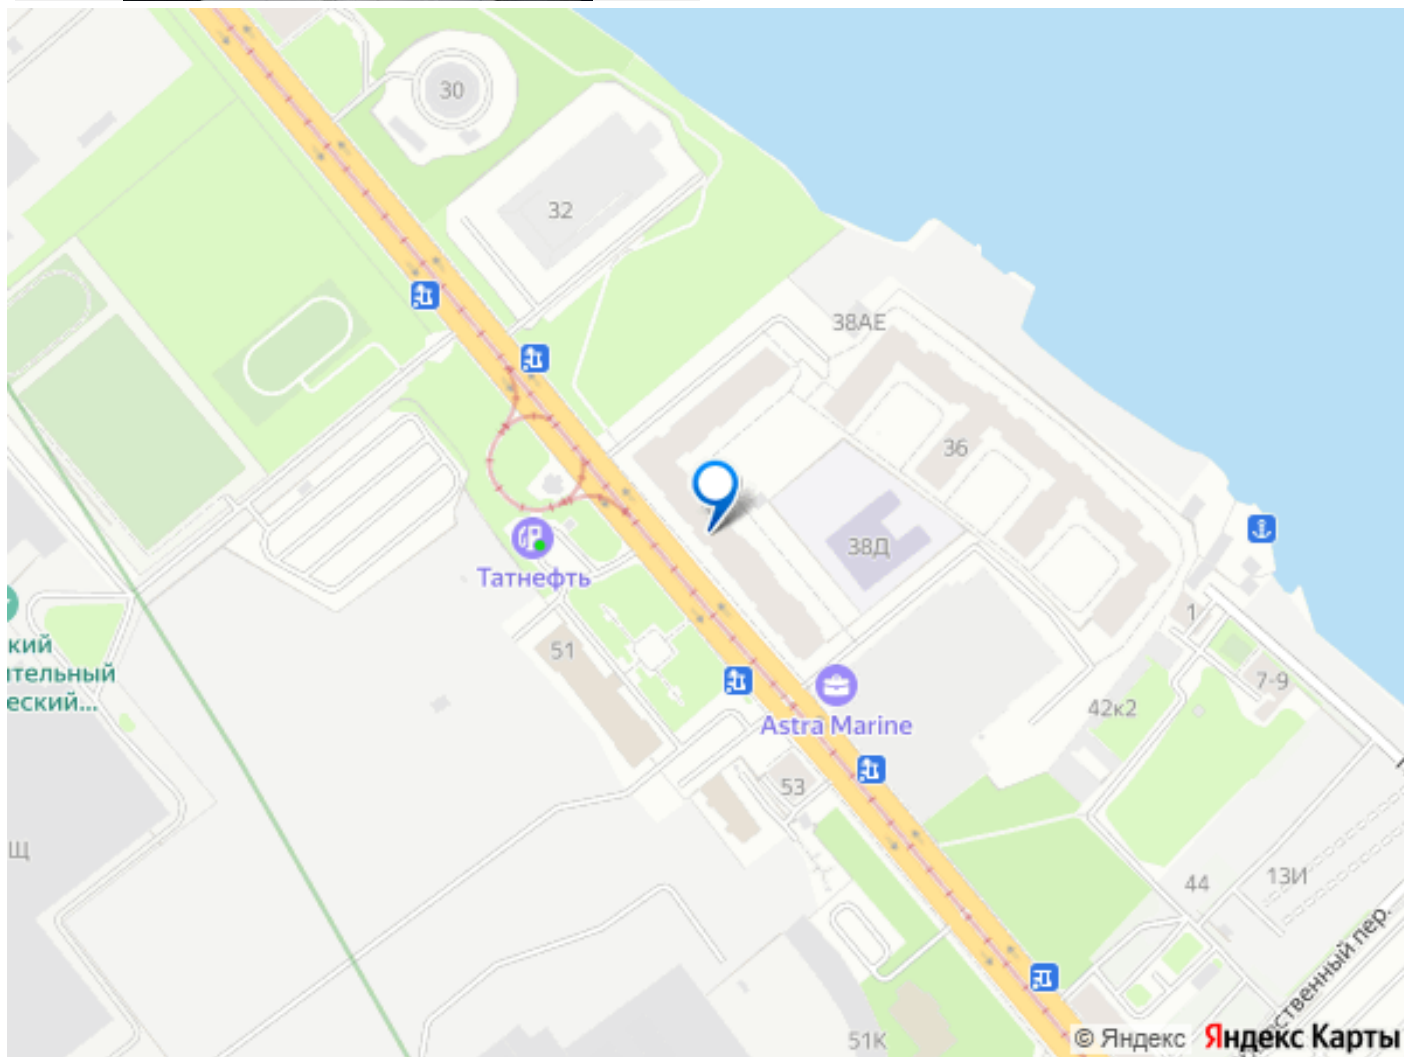 30
32
38АЕ
36
38Д
Татнефть
51
1
кий
ительный
еский...
7-9
42к2
Astra Marine
53
Щ
44
13И
ственный пер.
51К
© Яндекс Яндекс Карты